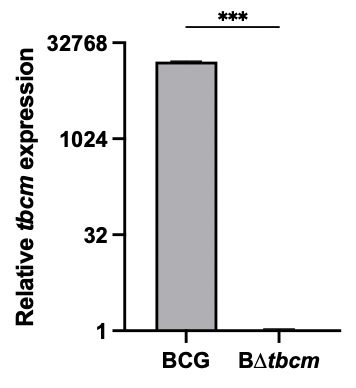 ***
32768
1024
32
1
Relative tbcm expression
BCG
BΔtbcm